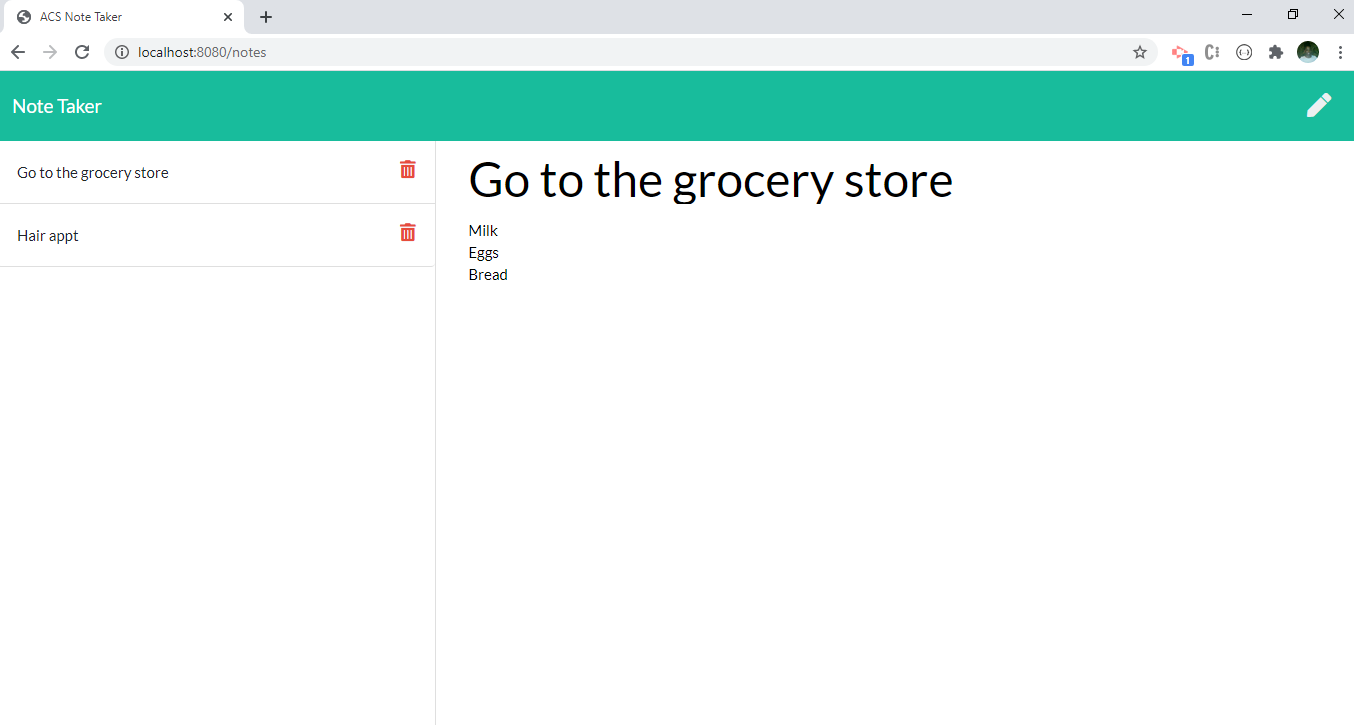 ACS Note Taker
localhost:8080/notes
1
Note Taker
Go to the grocery store
Hair appt
Go to the grocery store
Milk
Eggs
Bread